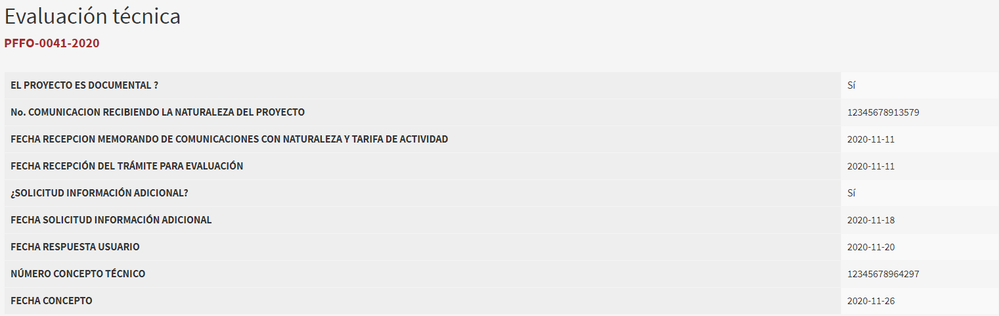 Evaluación técnica
PFFO-0041-2020
EL PROYECTO ES DOCUMENTAL ? Sí
No. COMUNICACION RECIBIENDO LA NATURALEZA DEL PROYECTO 12345678913579
FECHA RECEPCION MEMORANDO DE COMUNICACIONES CON NATURALEZA Y TARIFA DE ACTIVIDAD 2020-11-11
FECHA RECEPCIÓN DEL TRÁMITE PARA EVALUACIÓN 2020-11-11
¿SOLICITUD INFORMACIÓN ADICIONAL? Sí
FECHA SOLICITUD INFORMACIÓN ADICIONAL 2020-11-18
FECHA RESPUESTA USUARIO 2020-11-20
NÚMERO CONCEPTO TÉCNICO 12345678964297
FECHA CONCEPTO 2020-11-26